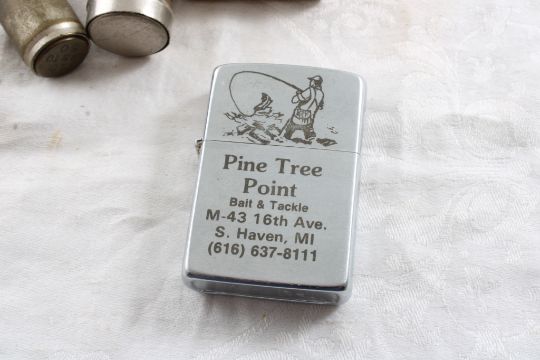 Pine Tree
Point
Bait & Tackle
M-43 16th Ave.
S. Haven, MI
(616) 637-8111